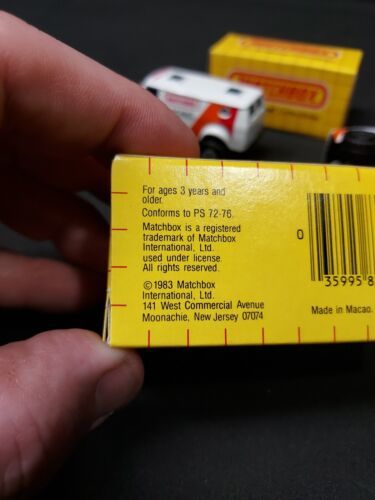 MATCHBOX
For ages 3 years and
older.
Conforms to PS 72-76.
Matchbox is a registered
trademark of Matchbox
International, Ltd.
used under license.
All rights reserved.
©1983 Matchbox
International, Ltd.
141 West Commercial Avenue
Moonachie, New Jersey 07074
0
35995 8
Made in Macao.